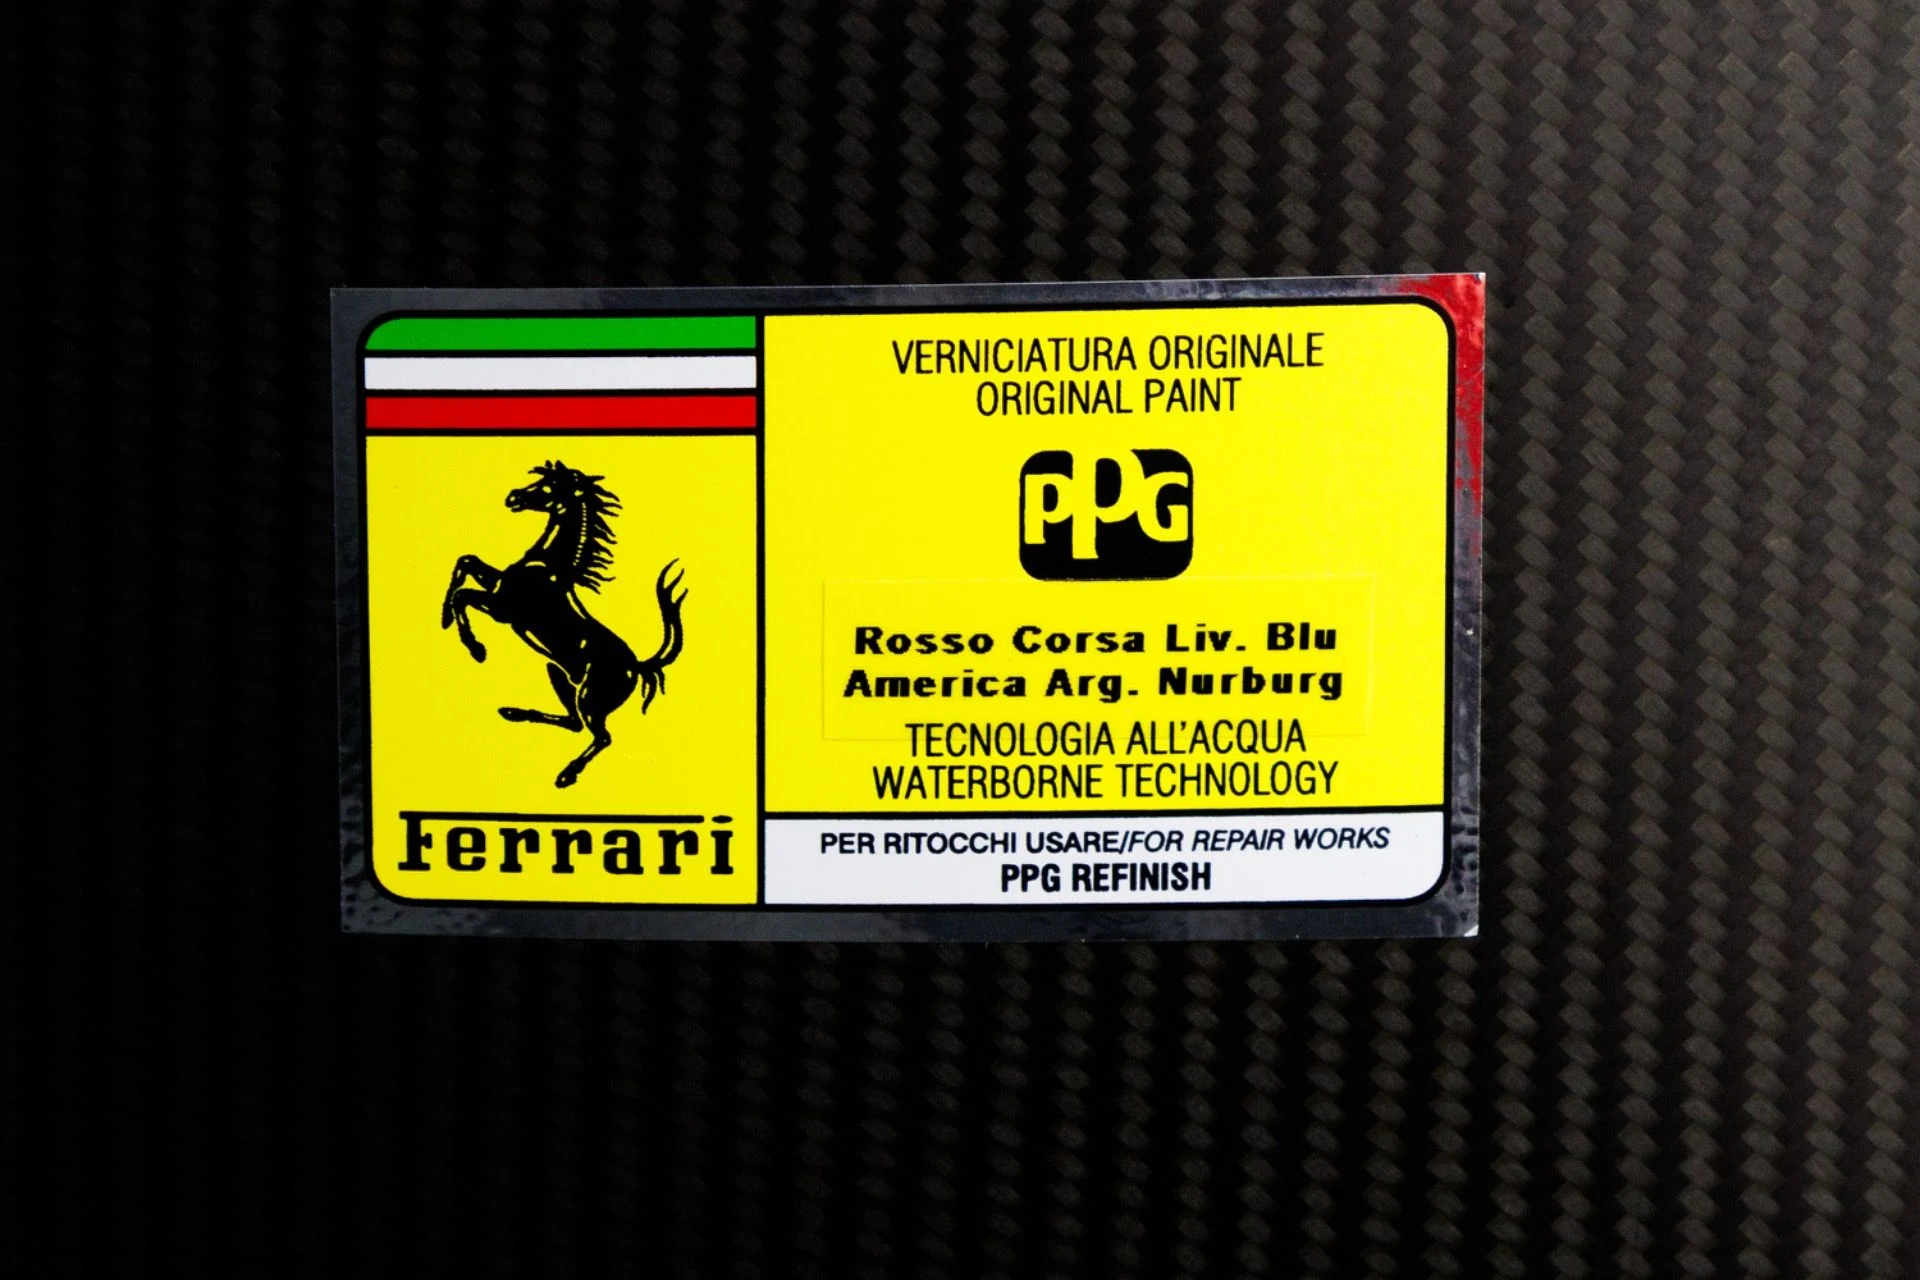 VERNICIATURA ORIGINALE
ORIGINAL PAINT
PPG
Rosso Corsa Liv. Blu
America Arg. Nurburg
TECNOLOGIA ALL'ACQUA
WATERBORNE TECHNOLOGY
Ferrari
PER RITOCCHI USARE/FOR REPAIR WORKS
PPG REFINISH